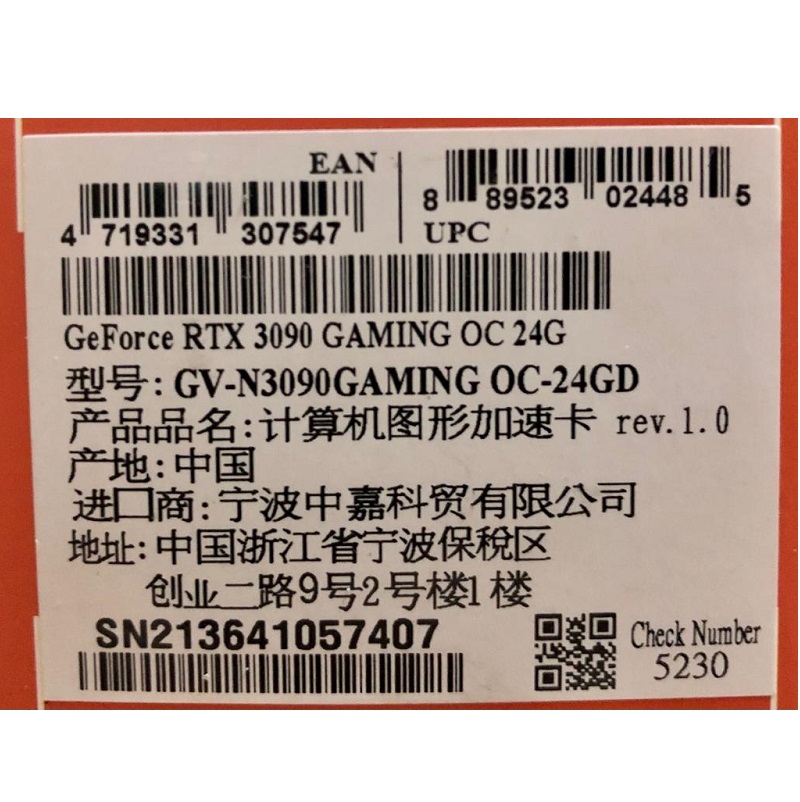 EAN
4 719331 307547
8 89523 02448 5
UPC
GeForce RTX 3090 GAMING OC 24G
型号: GV-N3090GAMING OC-24GD
产品品名: 计算机图形加速卡 rev.1.0
产地: 中国
进口商: 宁波中嘉科贸有限公司
地址: 中国浙江省宁波保税区
创业二路9号2号楼1楼
SN213641057407
Check Number
5230